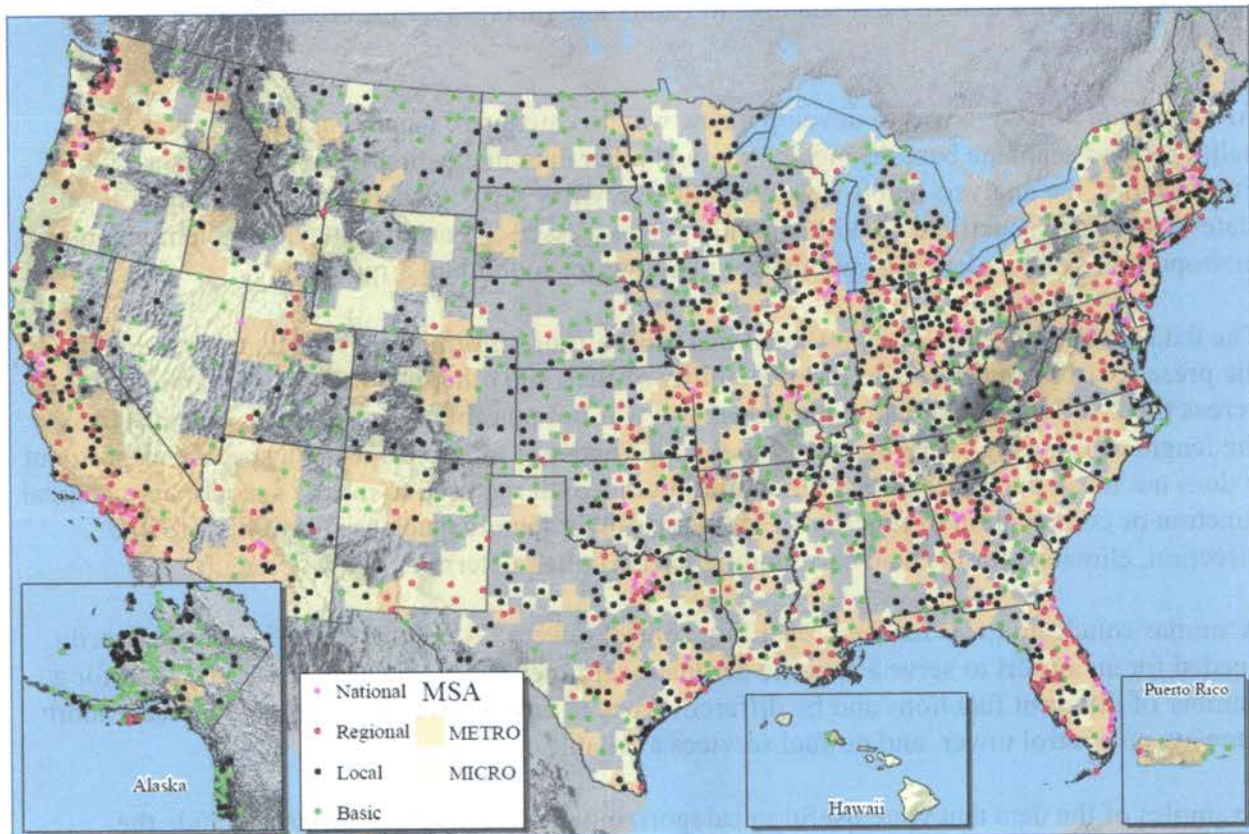 National MSA
Regional METRO
Local MICRO
Basic
Alaska
Hawaii
Puerto Rico